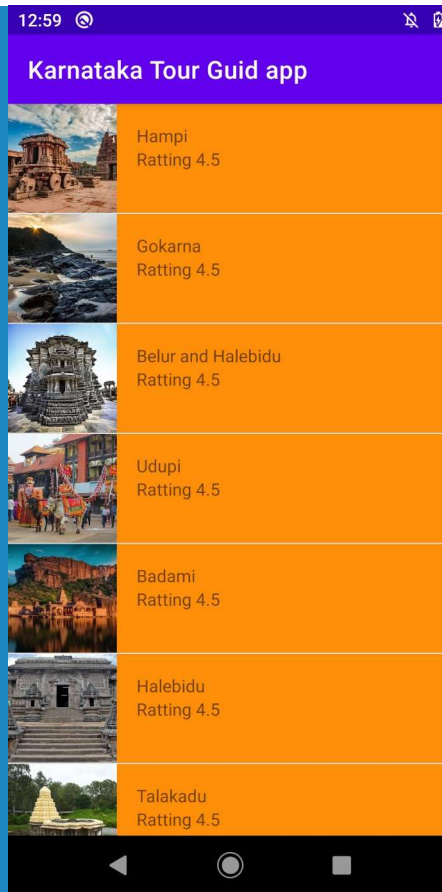 12:59
Karnataka Tour Guid app
Hampi
Ratting 4.5
Gokarna
Ratting 4.5
Belur and Halebidu
Ratting 4.5
Udupi
Ratting 4.5
Badami
Ratting 4.5
Halebidu
Ratting 4.5
Talakadu
Ratting 4.5